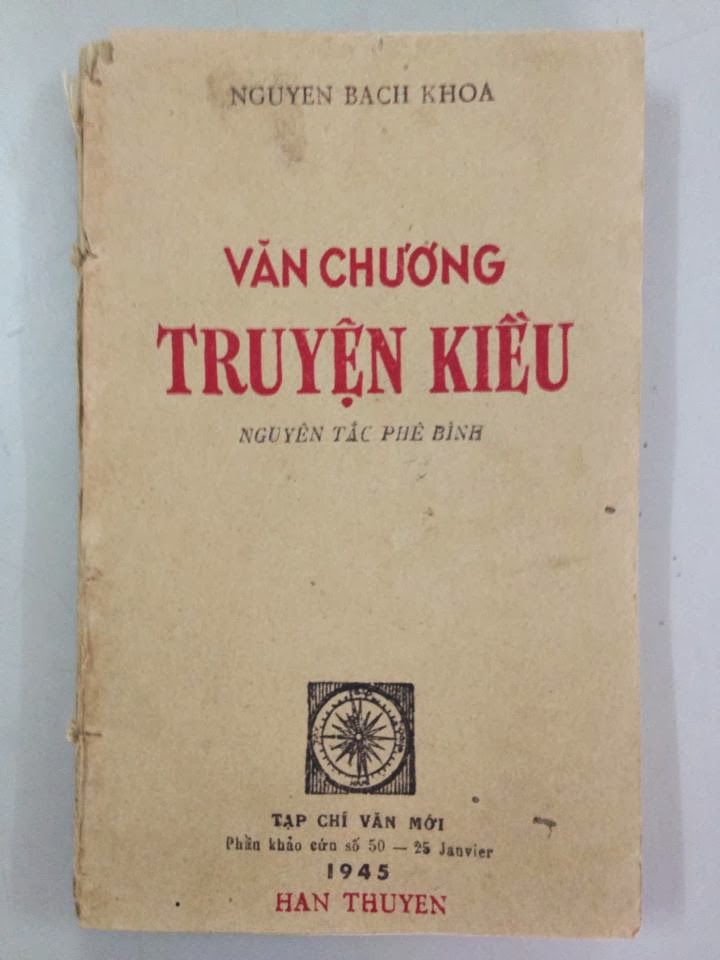 NGUYEN BACH KHOA
VĂN CHƯƠNG
TRUYỆN KIỀU
NGUYÊN TẮC PHÊ BÌNH
TẠP CHÍ VĂN MỚI
Phần khảo cứu số 50 — 25 Janvier
1945
HAN THUYEN